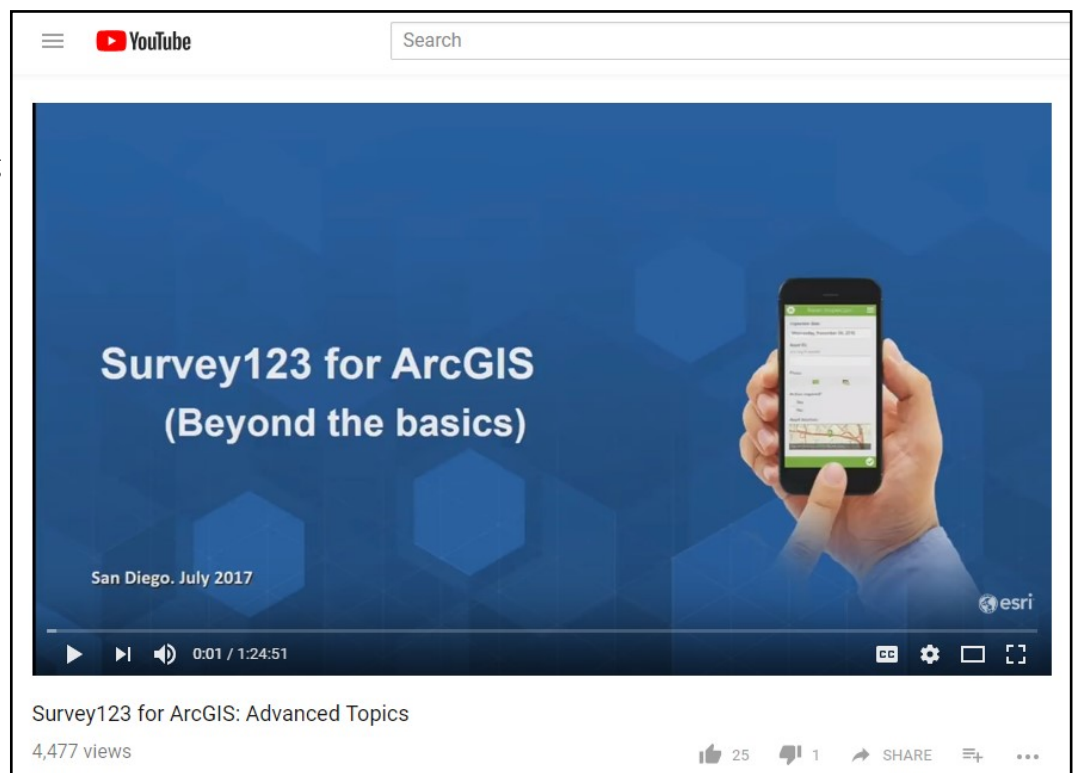 YouTube
Search
Survey123 for ArcGIS
(Beyond the basics)
San Diego. July 2017
esri
0:01 / 1:24:51
CC
Survey123 for ArcGIS: Advanced Topics
4,477 views
25 1 SHARE